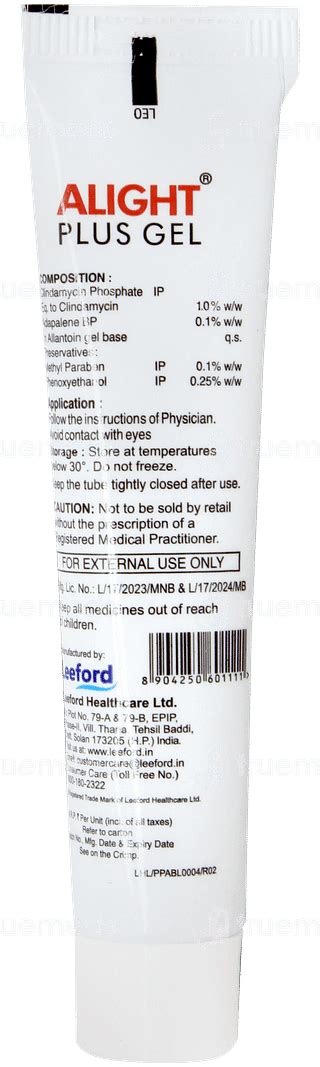 LEO
ALIGHT®
PLUS GEL
COMPOSITION :
Clindamycin Phosphate IP
Eq. to Clindamycin 1.0% w/w
Adapalene BP 0.1% w/w
n Allantoin gel base q.s.
reservatives:
ethyl Paraben IP 0.1% w/w
henoxyethanol IP 0.25% w/w
Application :
Follow the instructions of Physician.
Avoid contact with eyes
Storage : Store at temperatures
below 30°. Do not freeze.
Keep the tube tightly closed after use.
CAUTION: Not to be sold by retail
without the prescription of a
Registered Medical Practitioner.
FOR EXTERNAL USE ONLY
Mfg. Lic. No.: L/17/2023/MNB & L/17/2024/MB
Keep all medicines out of reach
of children.
Manufactured by:
Leeford
8 904250 601111
Leeford Healthcare Ltd.
Plot No. 79-A & 79-B, EPIP,
Phase-II, Vill. Thana, Tehsil Baddi,
Distt. Solan 173205 (H.P.) India.
Visit us at: www.leeford.in
Email: customercare@leeford.in
Consumer Care (Toll Free No.)
1800-180-2322
Registered Trade Mark of Leeford Healthcare Ltd.
M.R.P. ₹ Per Unit (incl. of all taxes)
Refer to carton
Batch No., Mfg. Date & Expiry Date
See on the Crimp.
LHL/PPABL0004/R02